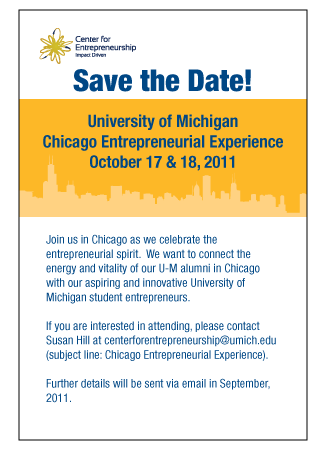 Center for
Entrepreneurship
Impact Driven
Save the Date!
University of Michigan
Chicago Entrepreneurial Experience
October 17 & 18, 2011
Join us in Chicago as we celebrate the
entrepreneurial spirit.  We want to connect the
energy and vitality of our U-M alumni in Chicago
with our aspiring and innovative University of
Michigan student entrepreneurs.
If you are interested in attending, please contact
Susan Hill at centerforentrepreneurship@umich.edu
(subject line: Chicago Entrepreneurial Experience).
Further details will be sent via email in September,
2011.